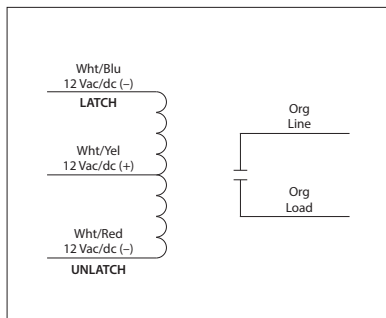 Wht/Blu
12 Vac/dc (–)
LATCH
Wht/Yel
12 Vac/dc (+)
Wht/Red
12 Vac/dc (–)
UNLATCH
Org
Line
Org
Load